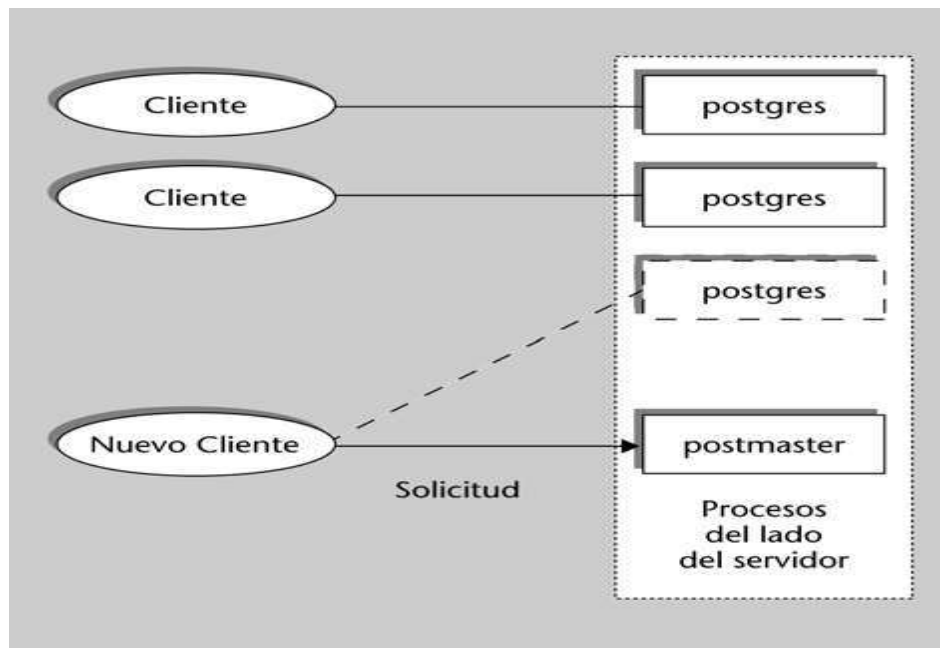 Cliente
postgres
Cliente
postgres
postgres
Nuevo Cliente
postmaster
Solicitud
Procesos
del lado
del servidor